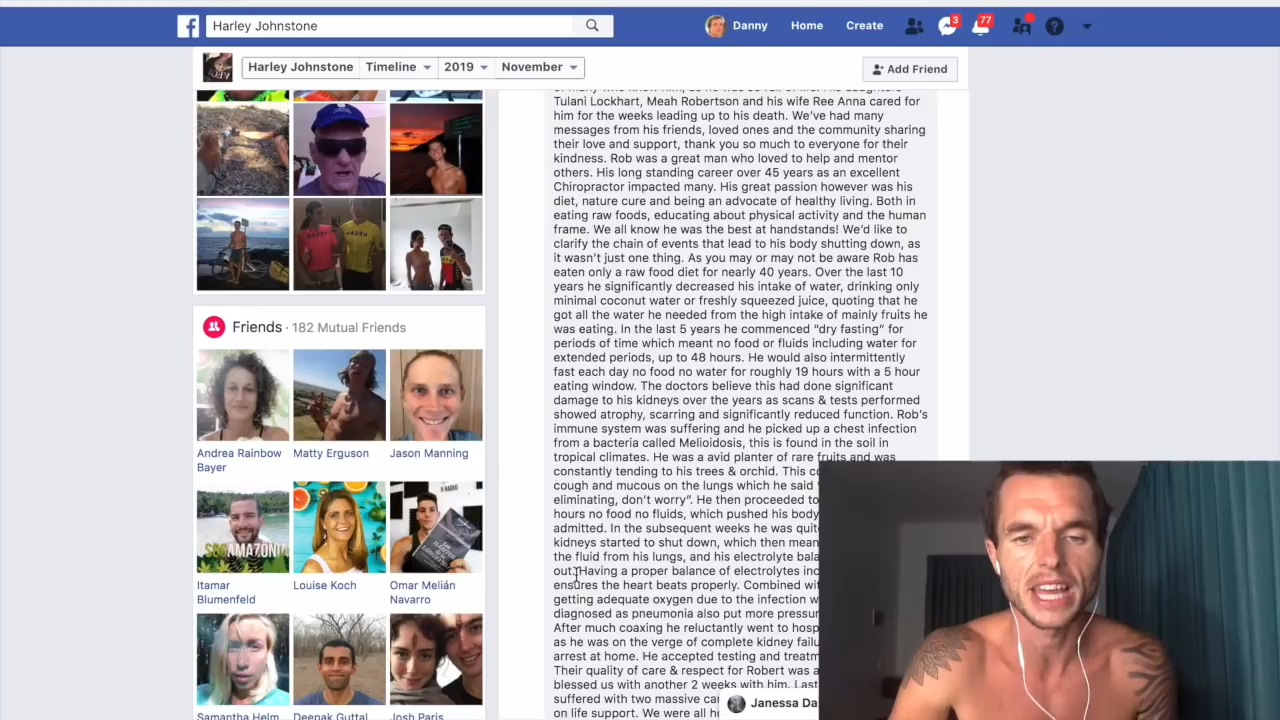 Harley Johnstone
Danny
Home
Create
3
77
Harley Johnstone
Timeline
2019
November
Add Friend
Friends · 182 Mutual Friends
Andrea Rainbow
Bayer
Matty Erguson
Jason Manning
Itamar
Blumenfeld
Louise Koch
Omar Melián
Navarro
Samantha Helm
Deepak Guttal
Josh Paris
Tulani Lockhart, Meah Robertson and his wife Ree Anna cared for
him for the weeks leading up to his death. We've had many
messages from his friends, loved ones and the community sharing
their love and support, thank you so much to everyone for their
kindness. Rob was a great man who loved to help and mentor
others. His long standing career over 45 years as an excellent
Chiropractor impacted many. His great passion however was his
diet, nature cure and being an advocate of healthy living. Both in
eating raw foods, educating about physical activity and the human
frame. We all know he was the best at handstands! We'd like to
clarify the chain of events that lead to his body shutting down, as
it wasn't just one thing. As you may or may not be aware Rob has
eaten only a raw food diet for nearly 40 years. Over the last 10
years he significantly decreased his intake of water, drinking only
minimal coconut water or freshly squeezed juice, quoting that he
got all the water he needed from the high intake of mainly fruits he
was eating. In the last 5 years he commenced “dry fasting” for
periods of time which meant no food or fluids including water for
extended periods, up to 48 hours. He would also intermittently
fast each day no food no water for roughly 19 hours with a 5 hour
eating window. The doctors believe this had done significant
damage to his kidneys over the years as scans & tests performed
showed atrophy, scarring and significantly reduced function. Rob's
immune system was suffering and he picked up a chest infection
from a bacteria called Melioidosis, this is found in the soil in
tropical climates. He was a avid planter of rare fruits and was
constantly tending to his trees & orchid. This
cough and mucous on the lungs which he said
eliminating, don't worry”. He then proceeded to
hours no food no fluids, which pushed his body
admitted. In the subsequent weeks he was
kidneys started to shut down, which then
the fluid from his lungs, and his electrolyte
out. Having a proper balance of electrolytes
ensures the heart beats properly. Combined
getting adequate oxygen due to the infection
diagnosed as pneumonia also put more
After much coaxing he reluctantly went to
as he was on the verge of complete kidney
arrest at home. He accepted testing and
Their quality of care & respect for Robert was
blessed us with another 2 weeks with him.
suffered with two massive
on life support. We were all
Janessa